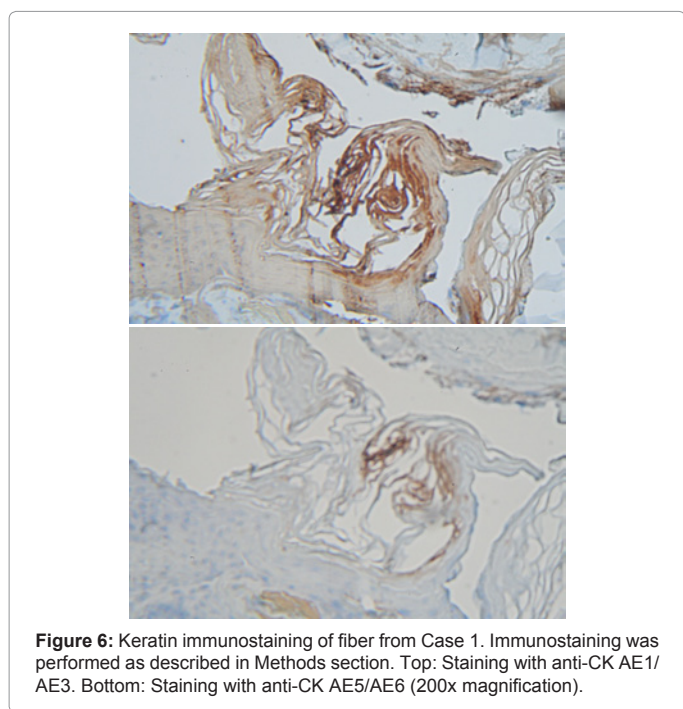 Figure 6: Keratin immunostaining of fiber from Case 1. Immunostaining was
performed as described in Methods section. Top: Staining with anti-CK AE1/
AE3. Bottom: Staining with anti-CK AE5/AE6 (200x magnification).